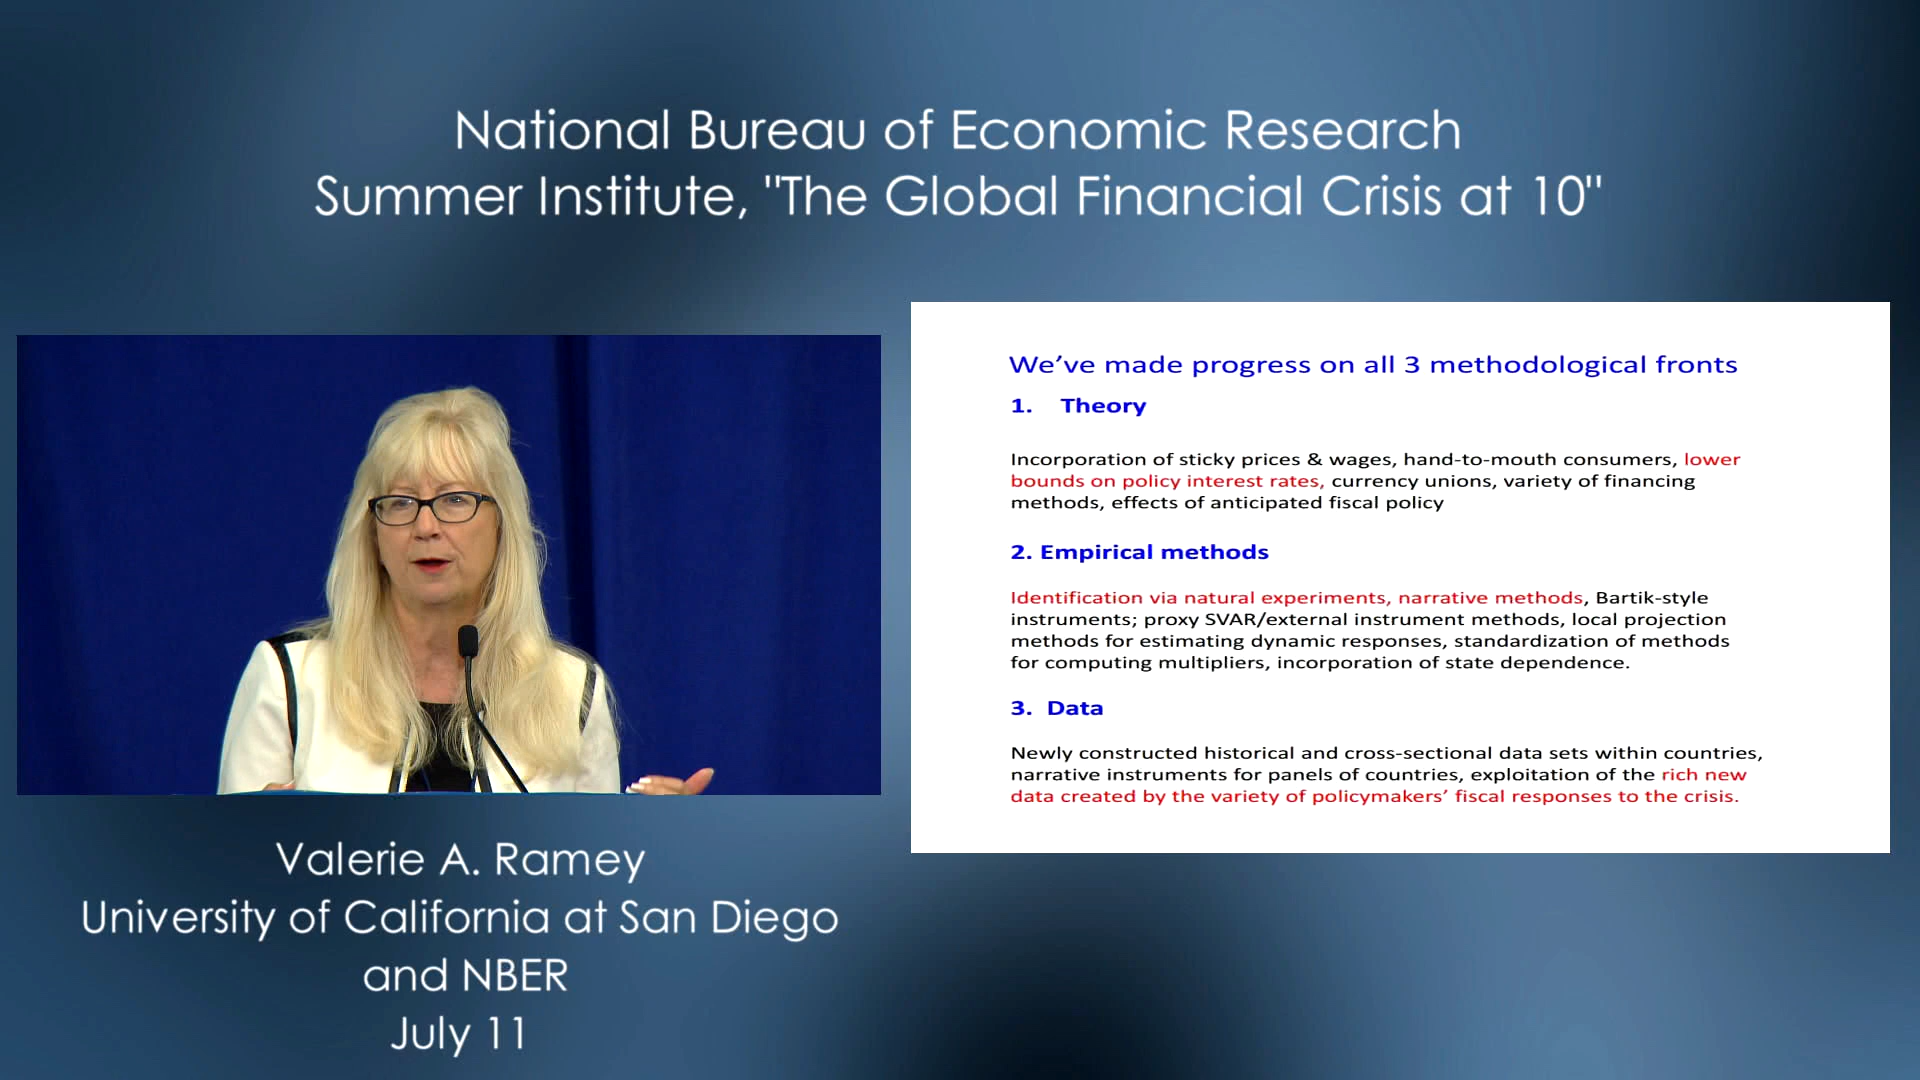 National Bureau of Economic Research
Summer Institute, "The Global Financial Crisis at 10"
We’ve made progress on all 3 methodological fronts
1. Theory
Incorporation of sticky prices & wages, hand-to-mouth consumers, lower
bounds on policy interest rates, currency unions, variety of financing
methods, effects of anticipated fiscal policy
2. Empirical methods
Identification via natural experiments, narrative methods, Bartik-style
instruments; proxy SVAR/external instrument methods, local projection
methods for estimating dynamic responses, standardization of methods
for computing multipliers, incorporation of state dependence.
3. Data
Newly constructed historical and cross-sectional data sets within countries,
narrative instruments for panels of countries, exploitation of the rich new
data created by the variety of policymakers’ fiscal responses to the crisis.
Valerie A. Ramey
University of California at San Diego
and NBER
July 11